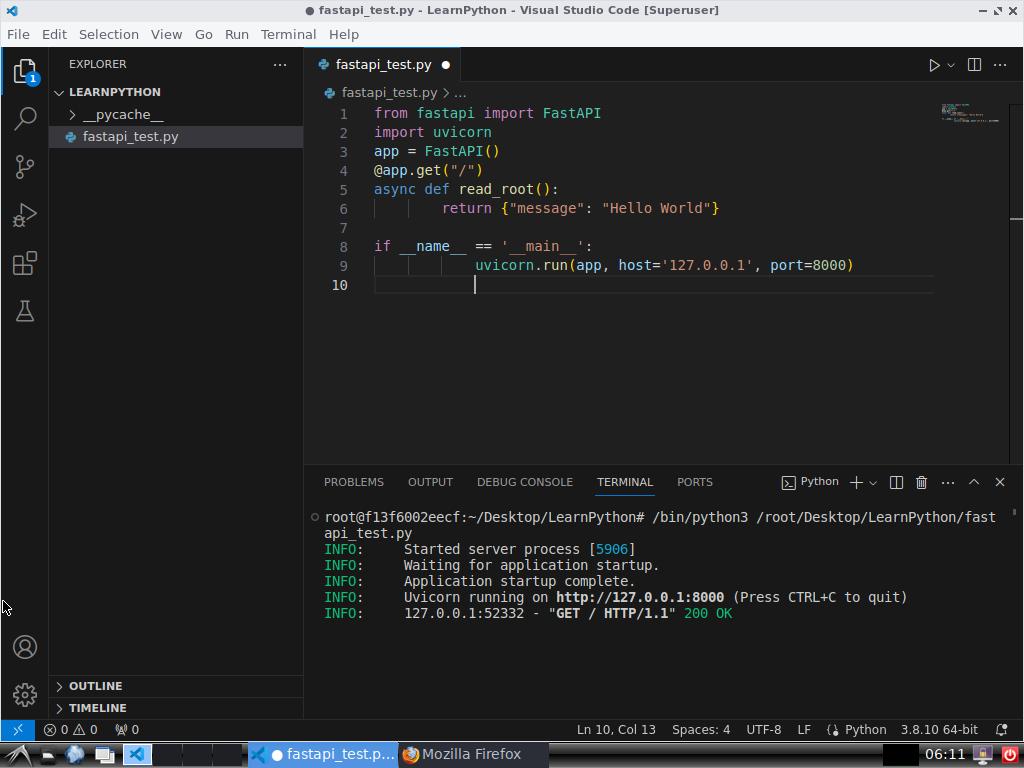 fastapi_test.py - LearnPython - Visual Studio Code [Superuser]
File Edit Selection View Go Run Terminal Help
1
EXPLORER
LEARNPYTHON
__pycache__
fastapi_test.py
OUTLINE
TIMELINE
fastapi_test.py
fastapi_test.py > ...
1 from fastapi import FastAPI
2 import uvicorn
3 app = FastAPI()
4 @app.get("/")
5 async def read_root():
6 return {"message": "Hello World"}
7
8 if __name__ == '__main__':
9 uvicorn.run(app, host='127.0.0.1', port=8000)
10
PROBLEMS OUTPUT DEBUG CONSOLE TERMINAL PORTS Python
root@f13f6002eecf:~/Desktop/LearnPython# /bin/python3 /root/Desktop/LearnPython/fast
api_test.py
INFO: Started server process [5906]
INFO: Waiting for application startup.
INFO: Application startup complete.
INFO: Uvicorn running on http://127.0.0.1:8000 (Press CTRL+C to quit)
INFO: 127.0.0.1:52332 - "GET / HTTP/1.1" 200 OK
0 0 0 Ln 10, Col 13 Spaces: 4 UTF-8 LF Python 3.8.10 64-bit
fastapi_test.p... Mozilla Firefox 06:11